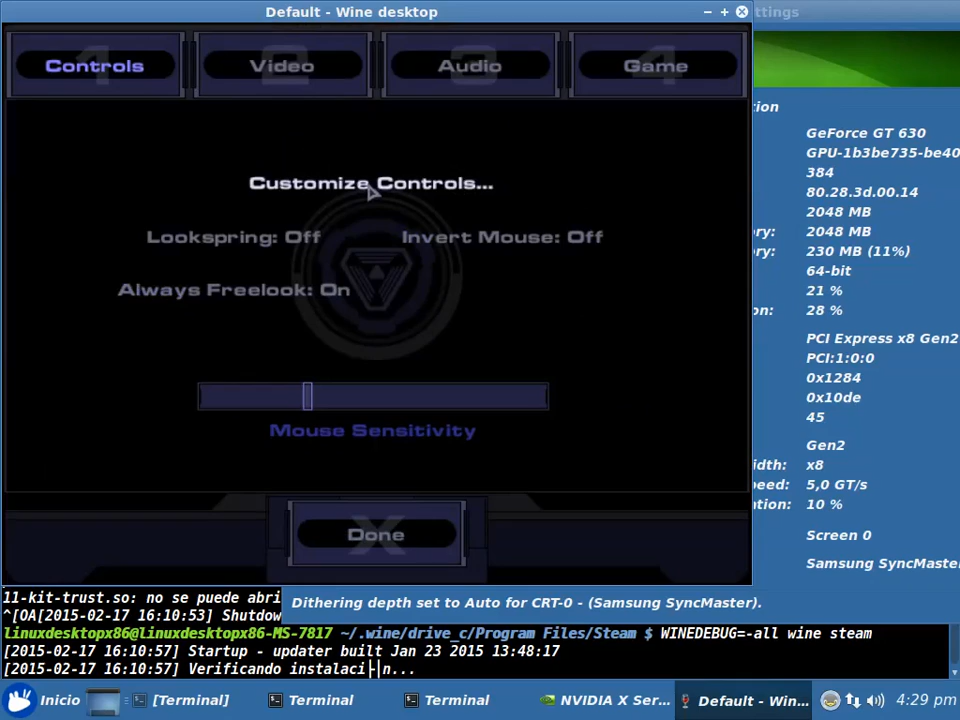 Default - Wine desktop
ttings
Controls
Video
Audio
Game
Customize Controls...
Lookspring: Off
Invert Mouse: Off
Always Freelook: On
Mouse Sensitivity
Done
tion
GeForce GT 630
GPU-1b3be735-be40
384
80.28.3d.00.14
2048 MB
ry: 2048 MB
ry: 230 MB (11%)
64-bit
21 %
on: 28 %
PCI Express x8 Gen2
PCI:1:0:0
0x1284
0x10de
45
Gen2
idth: x8
peed: 5,0 GT/s
ation: 10 %
Screen 0
Samsung SyncMaster
11-kit-trust.so: no se puede abri
^[OA[2015-02-17 16:10:53] Shutdow
Dithering depth set to Auto for CRT-0 - (Samsung SyncMaster).
linuxdesktopx86@linuxdesktopx86-MS-7817 ~/.wine/drive_c/Program Files/Steam $ WINEDEBUG=-all wine steam
[2015-02-17 16:10:57] Startup - updater built Jan 23 2015 13:48:17
[2015-02-17 16:10:57] Verificando instalaci├│n...
Inicio
[Terminal]
Terminal
Terminal
NVIDIA X Ser...
Default - Win...
4:29 pm